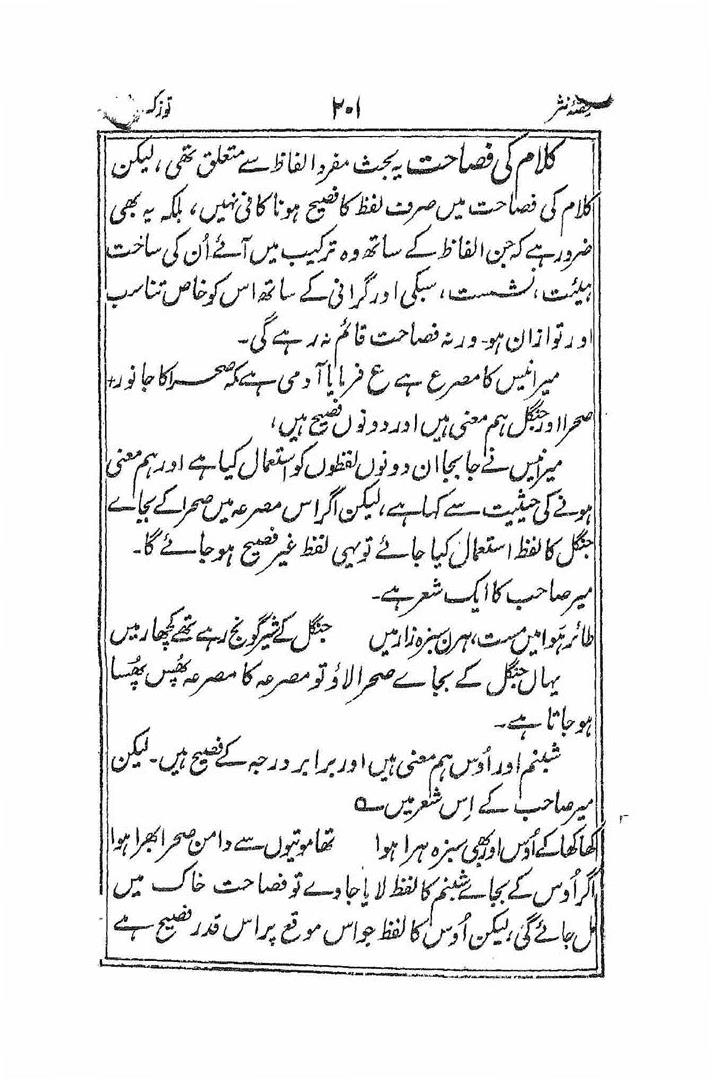 حصّۂ نثر ۲۰۱
کلام کی فصاحت یہ بحث مفرد الفاظ سے متعلق تھی، لیکن
کلام کی فصاحت میں صرف لفظ کا فصیح ہونا کافی نہیں، بلکہ یہ بھی
ضرور ہے کہ جن الفاظ کے ساتھ وہ ترکیب میں آئے اُن کی ساخت
ہیئت، نشست، سبکی اور گرانی کے ساتھ اس کو خاص تناسب
اور توازن ہو۔ ورنہ فصاحت قائم نہ رہے گی۔
میر انیس کا مصرع ہے ع فرمایا آدمی ہے کہ صحرا کا جانور
صحرا اور جنگل ہم معنی ہیں اور دونوں فصیح ہیں،
میر انیس نے جا بجا ان دونوں لفظوں کو استعمال کیا ہے اور ہم معنی
ہونے کی حیثیت سے کہا ہے، لیکن اگر اس مصرعہ میں صحرا کے بجاے
جنگل کا لفظ استعمال کیا جائے تو یہی لفظ غیر فصیح ہو جائے گا۔
میر صاحب کا ایک شعر ہے۔
طائر ہَوا میں مست، ہرن سبزہ زار میں جنگل کے شیر گونج رہے تھے کچھار میں
یہاں جنگل کے بجاے صحرا لاؤ تو مصرعہ کا مصرعہ پھُس پھُسا
ہو جاتا ہے۔
شبنم اور اُوس ہم معنی ہیں اور برابر درجہ کے فصیح ہیں۔ لیکن
میر صاحب کے اِس شعر میں ؎
کھا کھا کے اُوس اور بھی سبزہ ہرا ہوا تھا موتیوں سے دامن صحرا بھرا ہوا
اگر اُوس کے بجاے شبنم کا لفظ لایا جاوے تو فصاحت خاک میں
مل جائے گی، لیکن اُوس کا لفظ جو اس موقع پر اس قدر فصیح ہے